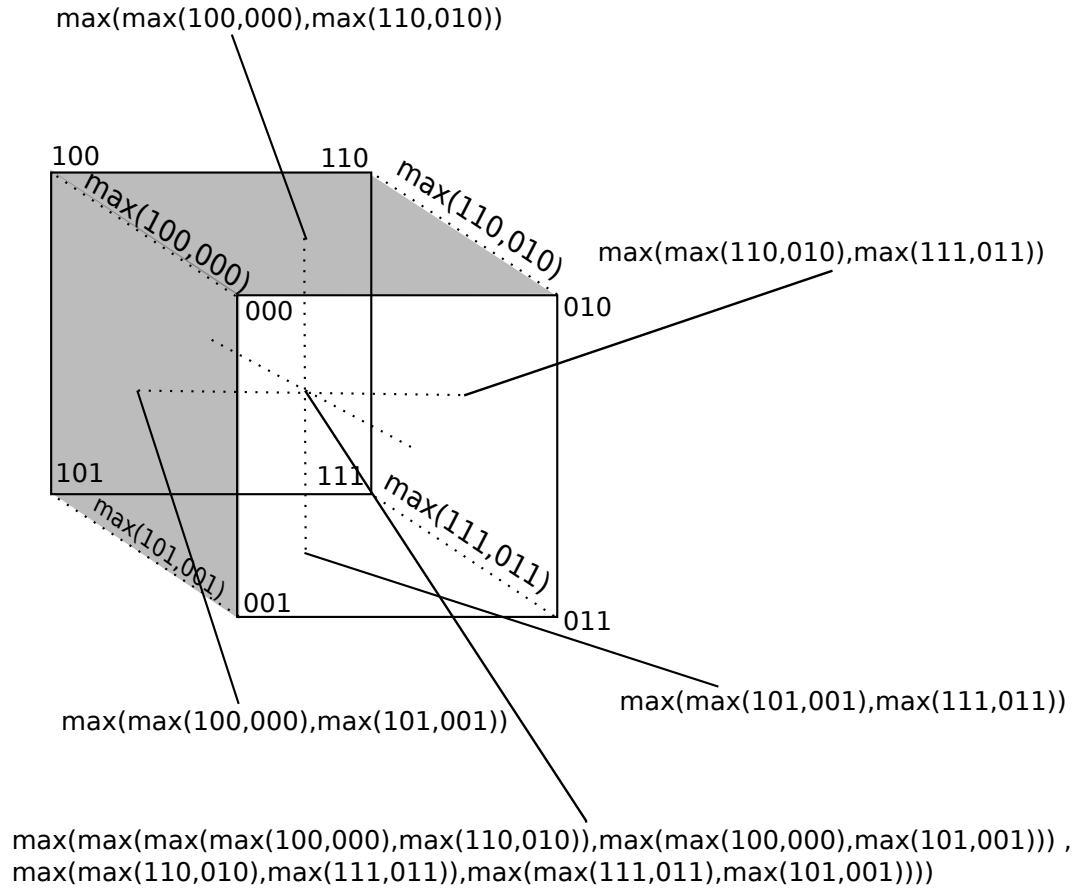 max(max(100,000),max(110,010))
100
110
max(100,000)
max(110,010)
max(max(110,010),max(111,011))
000
010
101
111
max(111,011)
max(101,001)
001
011
max(max(101,001),max(111,011))
max(max(100,000),max(101,001))
max(max(max(max(100,000),max(110,010)),max(max(100,000),max(101,001))) ,
max(max(110,010),max(111,011)),max(max(111,011),max(101,001))))